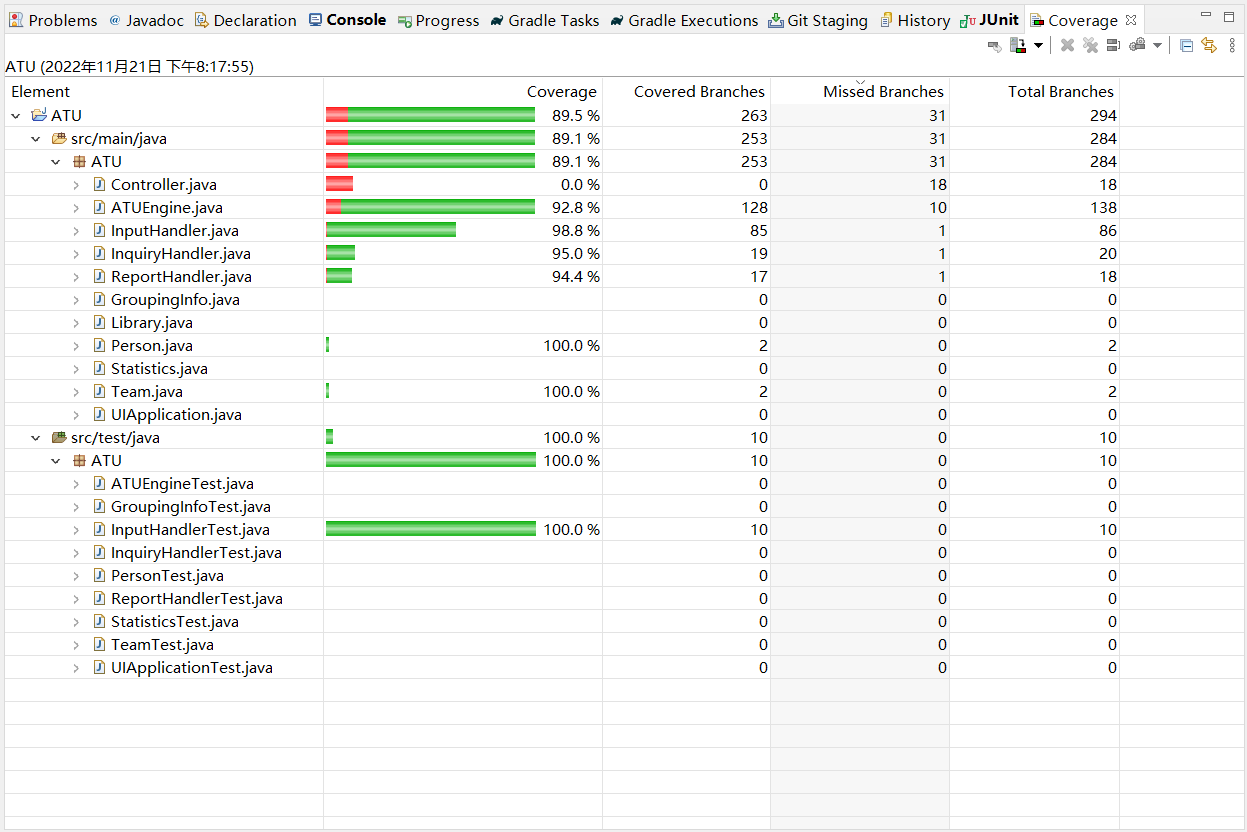 Problems @ Javadoc Declaration Console Progress Gradle Tasks Gradle Executions Git Staging History JUnit Coverage
ATU (2022年11月21日 下午8:17:55)
Element Coverage Covered Branches Missed Branches Total Branches
ATU 89.5 % 263 31 294
src/main/java 89.1 % 253 31 284
ATU 89.1 % 253 31 284
Controller.java 0.0 % 0 18 18
ATUEngine.java 92.8 % 128 10 138
InputHandler.java 98.8 % 85 1 86
InquiryHandler.java 95.0 % 19 1 20
ReportHandler.java 94.4 % 17 1 18
GroupingInfo.java 0 0 0
Library.java 0 0 0
Person.java 100.0 % 2 0 2
Statistics.java 0 0 0
Team.java 100.0 % 2 0 2
UIApplication.java 0 0 0
src/test/java 100.0 % 10 0 10
ATU 100.0 % 10 0 10
ATUEngineTest.java 0 0 0
GroupingInfoTest.java 0 0 0
InputHandlerTest.java 100.0 % 10 0 10
InquiryHandlerTest.java 0 0 0
PersonTest.java 0 0 0
ReportHandlerTest.java 0 0 0
StatisticsTest.java 0 0 0
TeamTest.java 0 0 0
UIApplicationTest.java 0 0 0